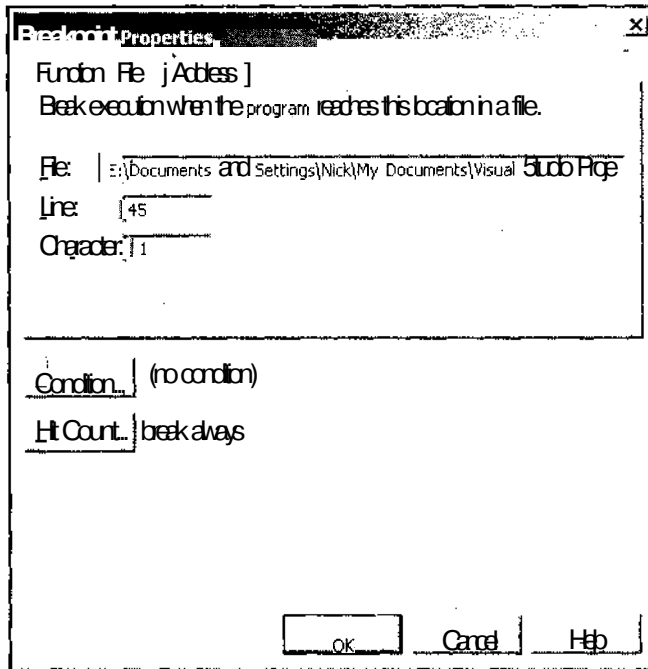 Breakpoint Properties
Function File | Address |
Break execution when the program reaches this location in a file.
File: E:\Documents and Settings\Nick\My Documents\Visual Studio Proje
Line: 45
Character: 1
Condition... (no condition)
Hit Count... break always
OK Cancel Help